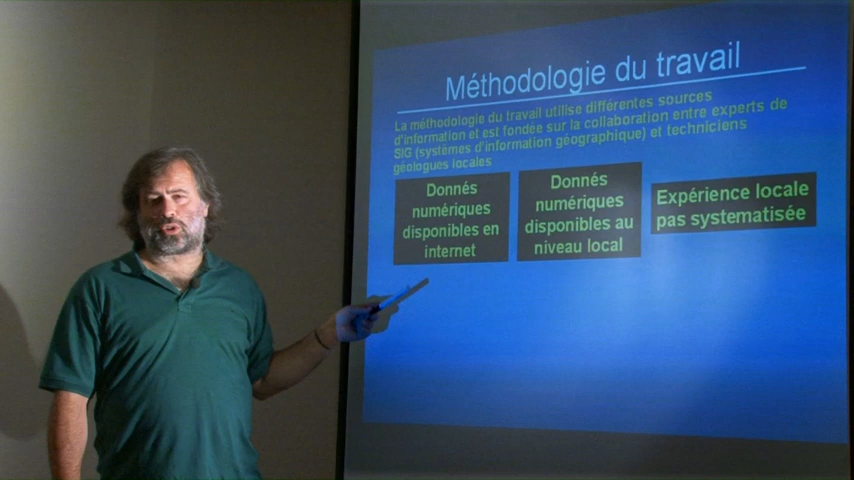 Méthodologie du travail
La méthodologie du travail utilise différentes sources
d'information et est fondée sur la collaboration entre experts de
SIG (systèmes d'information géographique) et techniciens
géologues locales
Donnés
numériques
disponibles en
internet
Donnés
numériques
disponibles au
niveau local
Expérience locale
pas systematisée